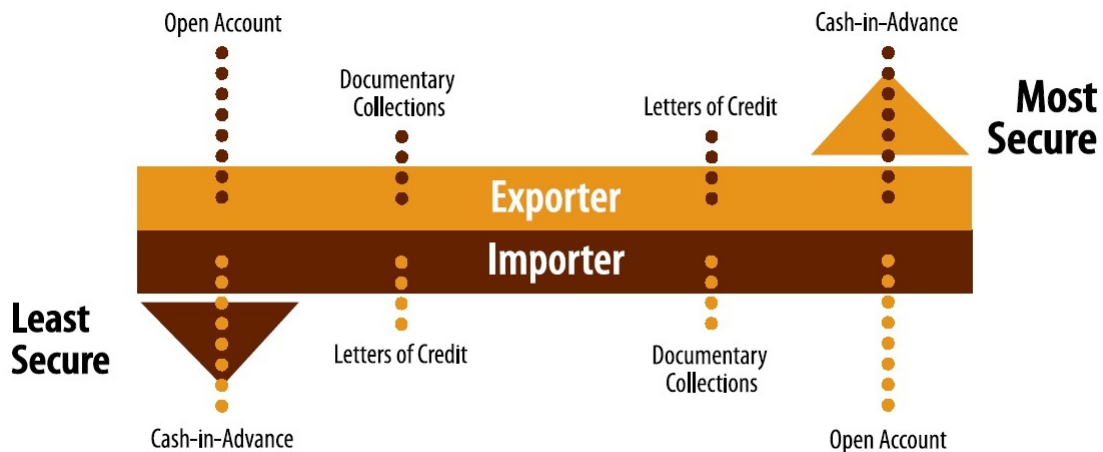 Open Account
Cash-in-Advance
Documentary
Collections
Letters of Credit
Most
Secure
Exporter
Importer
Least
Secure
Letters of Credit
Documentary
Collections
Cash-in-Advance
Open Account